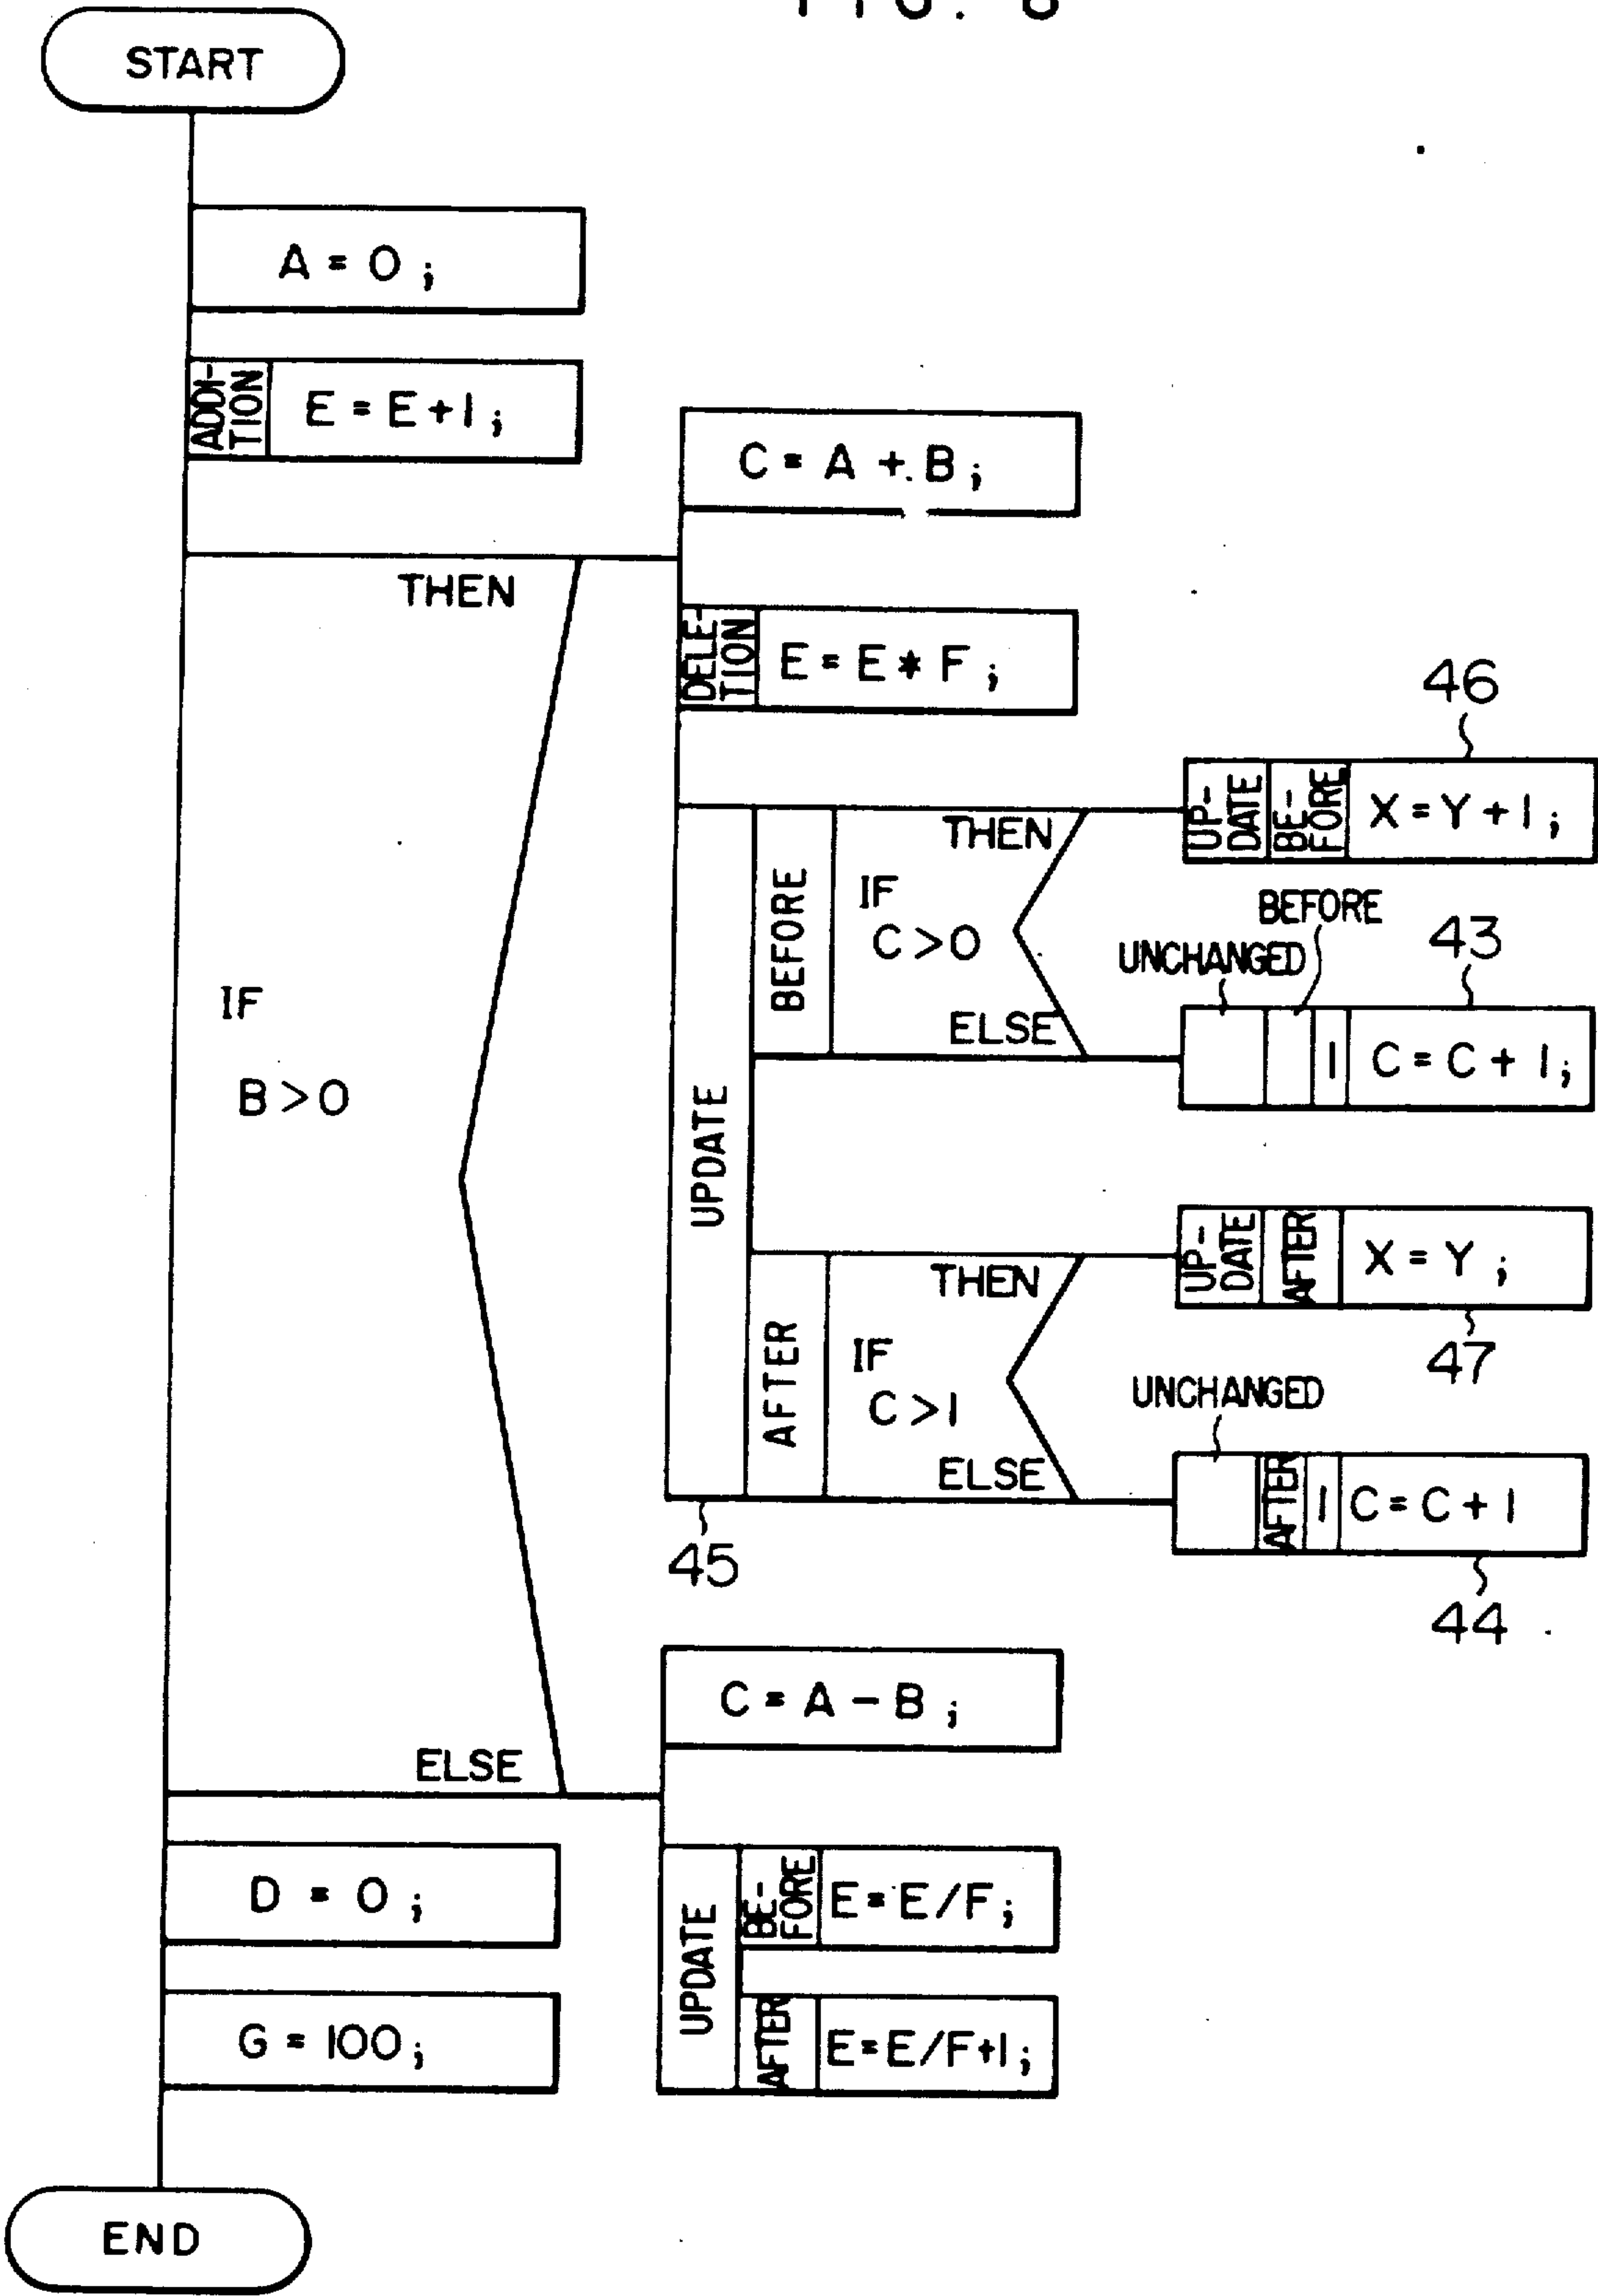 START
A = 0 ;
ADDI-
TION
E = E + 1 ;
C = A + B ;
THEN
DELE-
TION
E = E * F ;
46
UP-
DATE
BE-
FORE
X = Y + 1 ;
THEN
BEFORE
IF
C > 0
BEFORE
UNCHANGED
43
ELSE
1
C = C + 1 ;
IF
B > 0
UPDATE
UP-
DATE
AFTER
X = Y ;
THEN
AFTER
IF
C > 1
47
UNCHANGED
ELSE
AFTER
1
C = C + 1
45
44
C = A - B ;
ELSE
D = 0 ;
UPDATE
BE-
FORE
E = E / F ;
G = 100 ;
AFTER
E = E / F + 1 ;
END